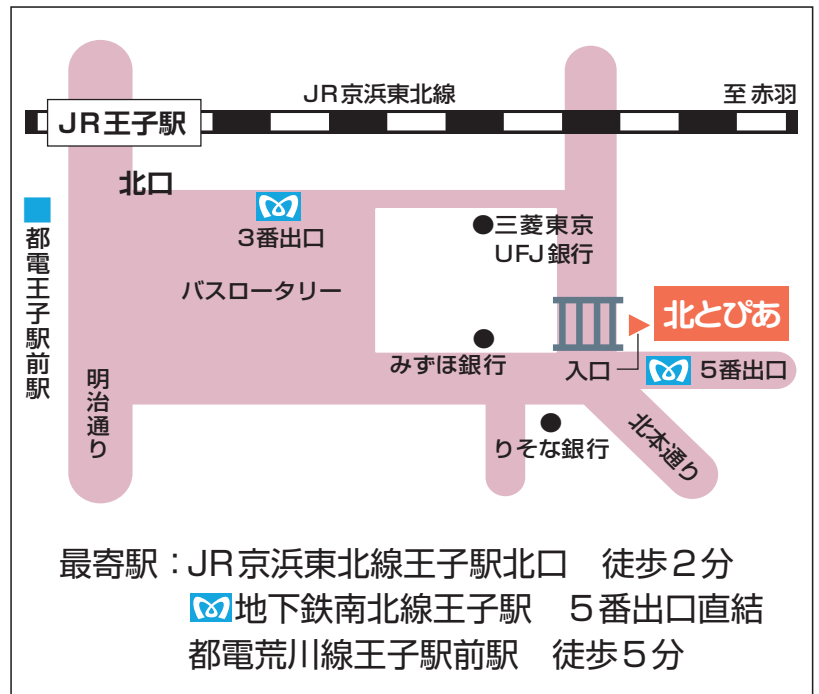 JR京浜東北線
至 赤羽
JR王子駅
北口
3番出口
バスロータリー
都電王子駅前駅
明治通り
●三菱東京
UFJ銀行
みずほ銀行
入口
北とぴあ
5番出口
りそな銀行
北本通り
最寄駅：JR京浜東北線王子駅北口　徒歩2分
地下鉄南北線王子駅　5番出口直結
都電荒川線王子駅前駅　徒歩5分